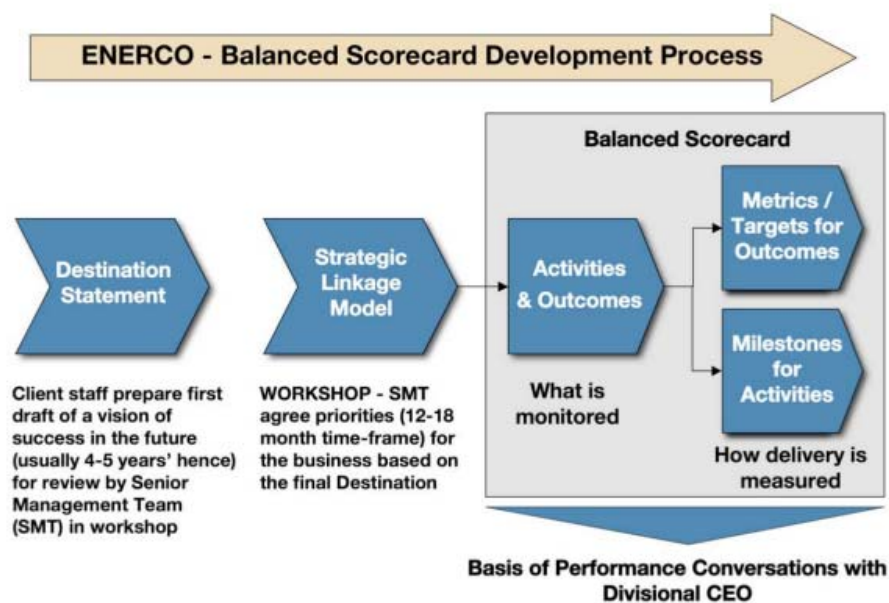 ENERCO - Balanced Scorecard Development Process
Balanced Scorecard
Destination
Statement
Strategic
Linkage
Model
Activities
& Outcomes
Metrics /
Targets for
Outcomes
Milestones
for
Activities
Client staff prepare first
draft of a vision of
success in the future
(usually 4-5 years’ hence)
for review by Senior
Management Team
(SMT) in workshop
WORKSHOP - SMT
agree priorities (12-18
month time-frame) for
the business based on
the final Destination
What is
monitored
How delivery is
measured
Basis of Performance Conversations with
Divisional CEO